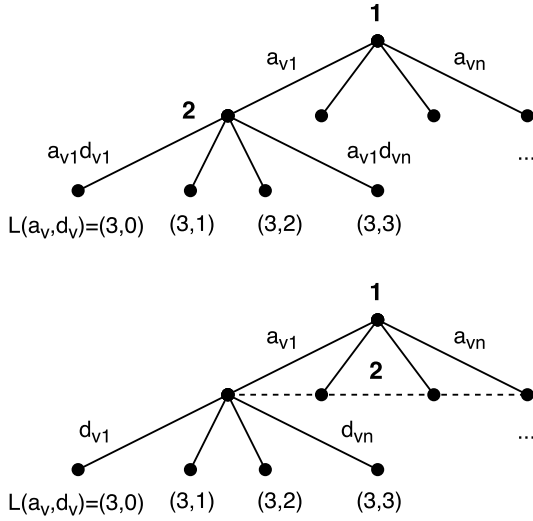 1
a_v1 a_vn
2
a_v1d_v1 a_v1d_vn
...
L(a_v,d_v)=(3,0) (3,1) (3,2) (3,3)
1
a_v1 a_vn
2
d_v1 d_vn
...
L(a_v,d_v)=(3,0) (3,1) (3,2) (3,3)